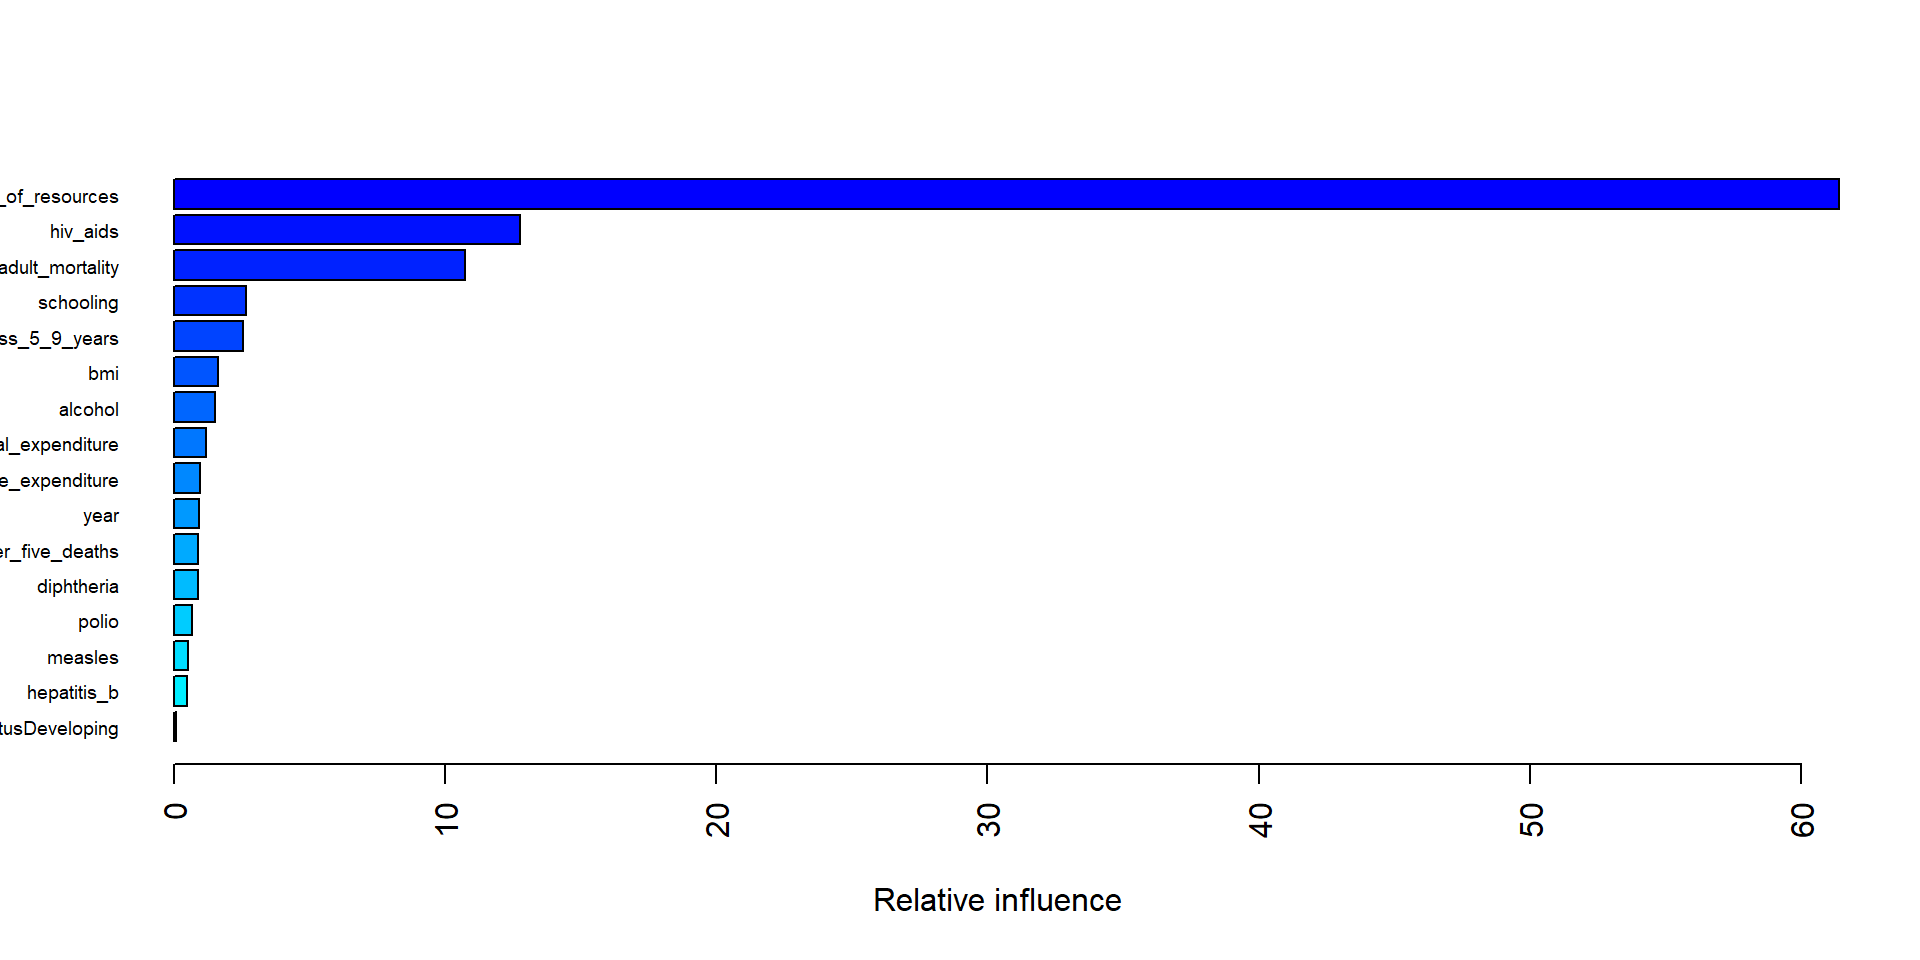 _of_resources
hiv_aids
adult_mortality
schooling
ss_5_9_years
bmi
alcohol
al_expenditure
e_expenditure
year
er_five_deaths
diphtheria
polio
measles
hepatitis_b
tusDeveloping
0 10 20 30 40 50 60
Relative influence